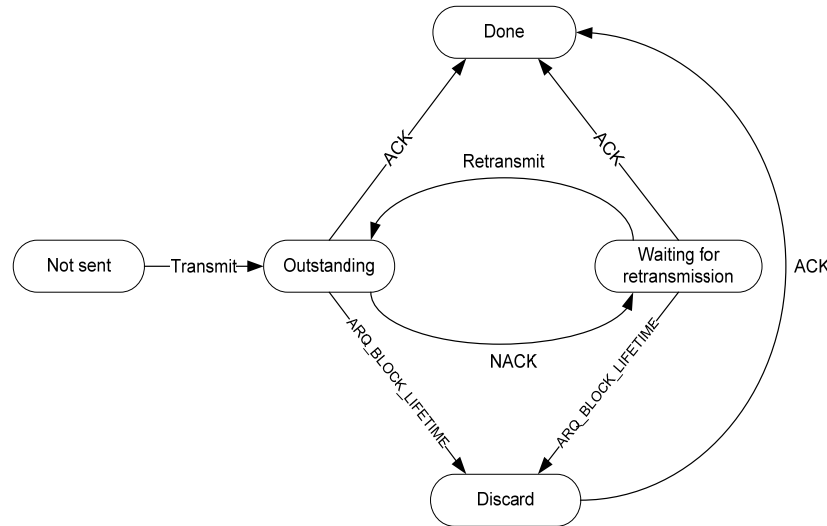 Done
ACK
ACK
Retransmit
Not sent
Transmit
Outstanding
Waiting for
retransmission
ACK
NACK
ARQ_BLOCK_LIFETIME
ARQ_BLOCK_LIFETIME
Discard